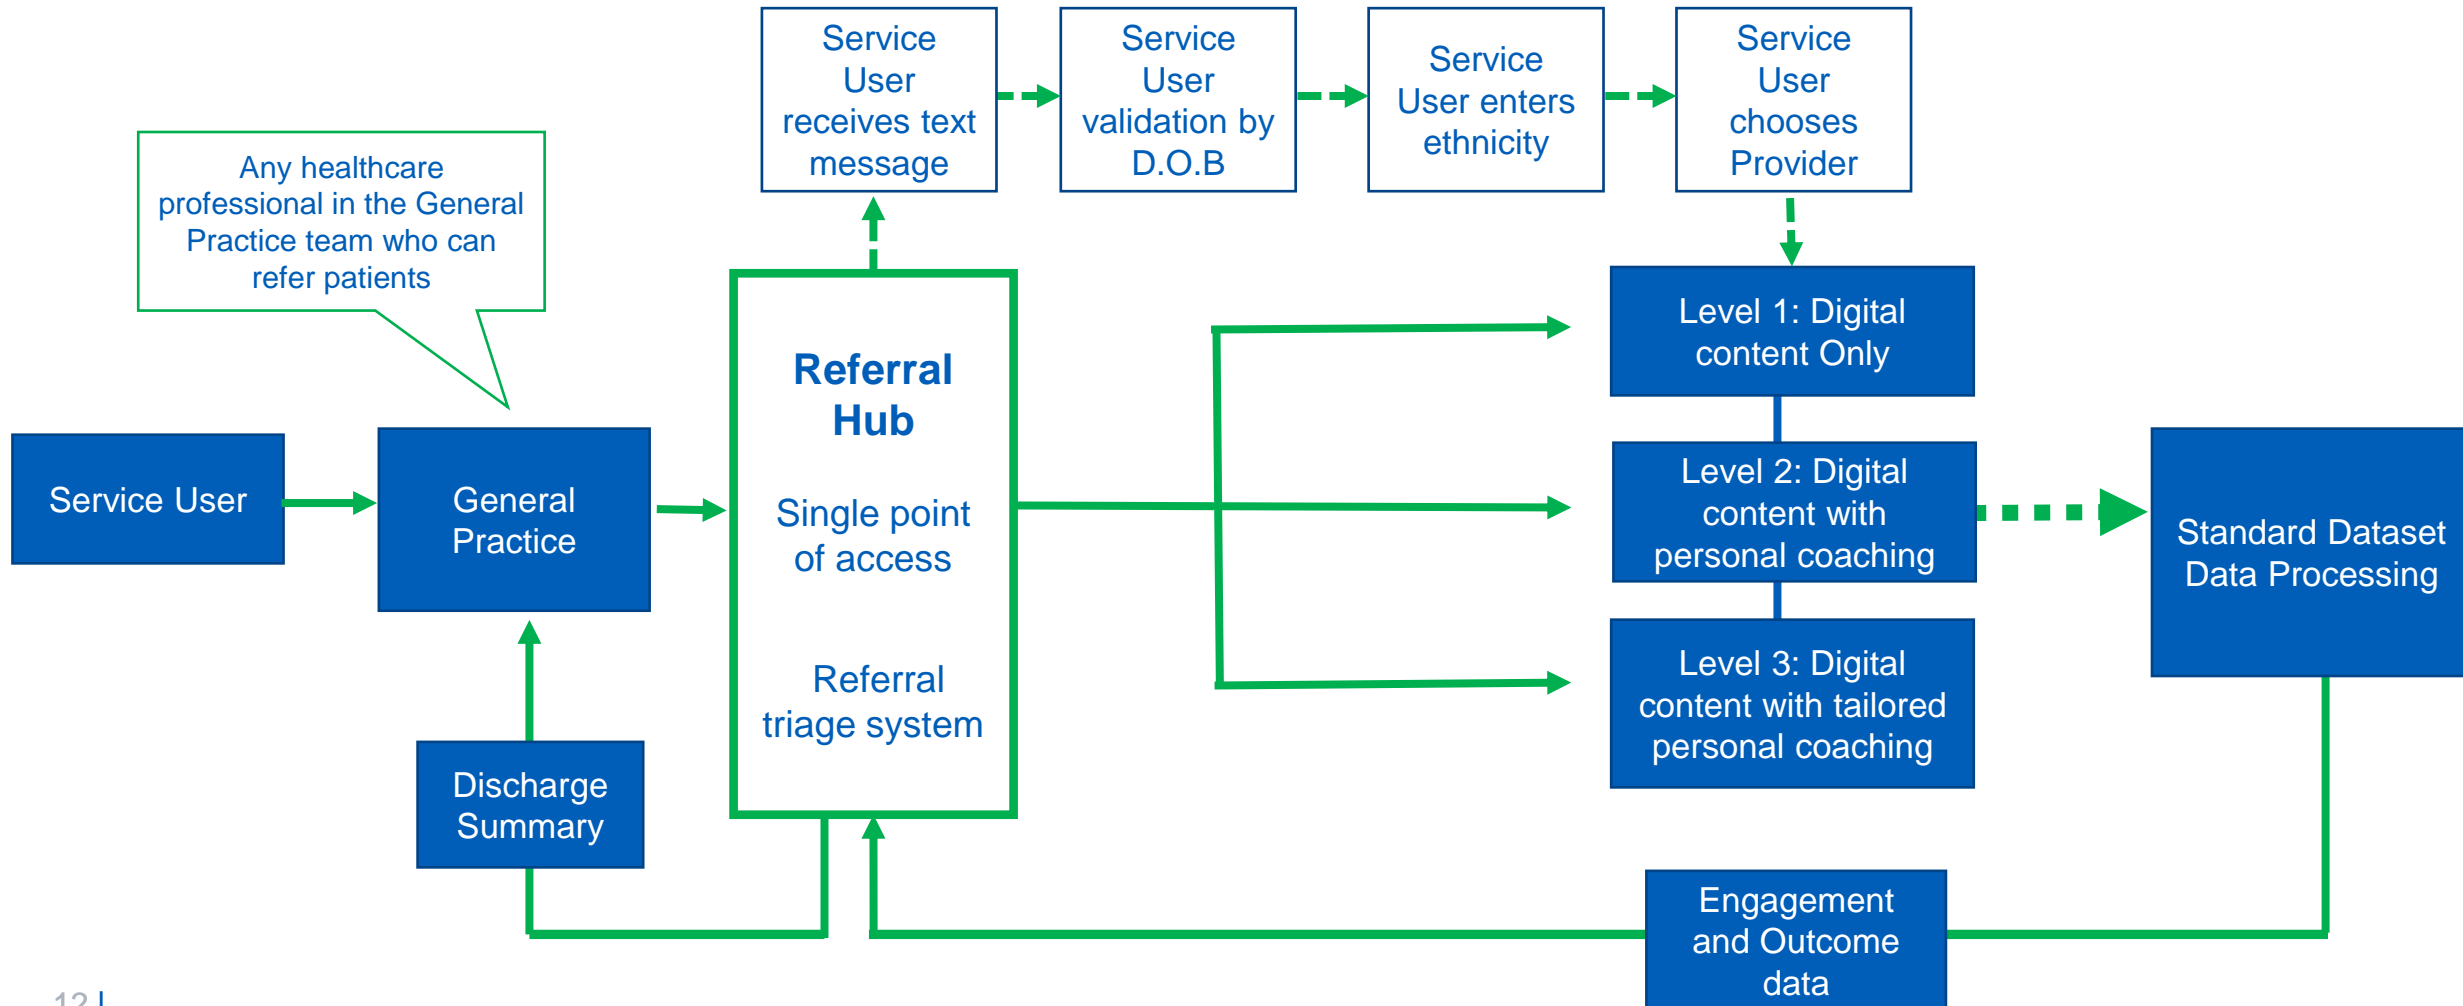 Service
User
receives text
message
Service
User
validation by
D.O.B
Service
User enters
ethnicity
Service
User
chooses
Provider
Any healthcare
professional in the General
Practice team who can
refer patients
Service User
General
Practice
Referral
Hub
Single point
of access
Referral
triage system
Level 1: Digital
content Only
Level 2: Digital
content with
personal coaching
Level 3: Digital
content with tailored
personal coaching
Standard Dataset
Data Processing
Discharge
Summary
Engagement
and Outcome
data
12 |